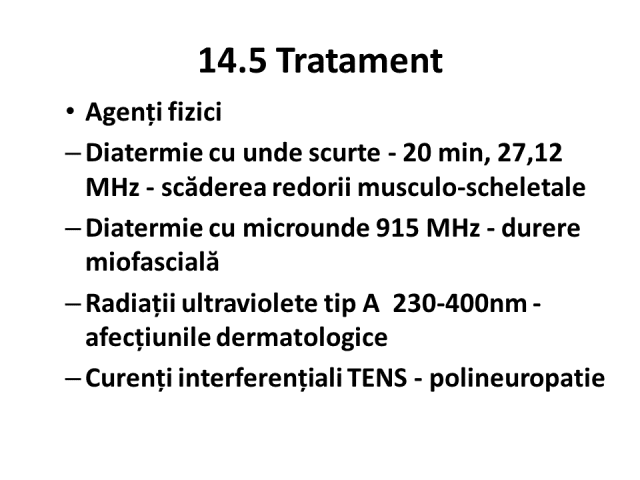 14.5 Tratament
• Agenți fizici
– Diatermie cu unde scurte - 20 min, 27,12
MHz - scăderea redorii musculo-scheletale
– Diatermie cu microunde 915 MHz - durere
miofascială
– Radiații ultraviolete tip A  230-400nm -
afecțiunile dermatologice
– Curenți interferențiali TENS - polineuropatie